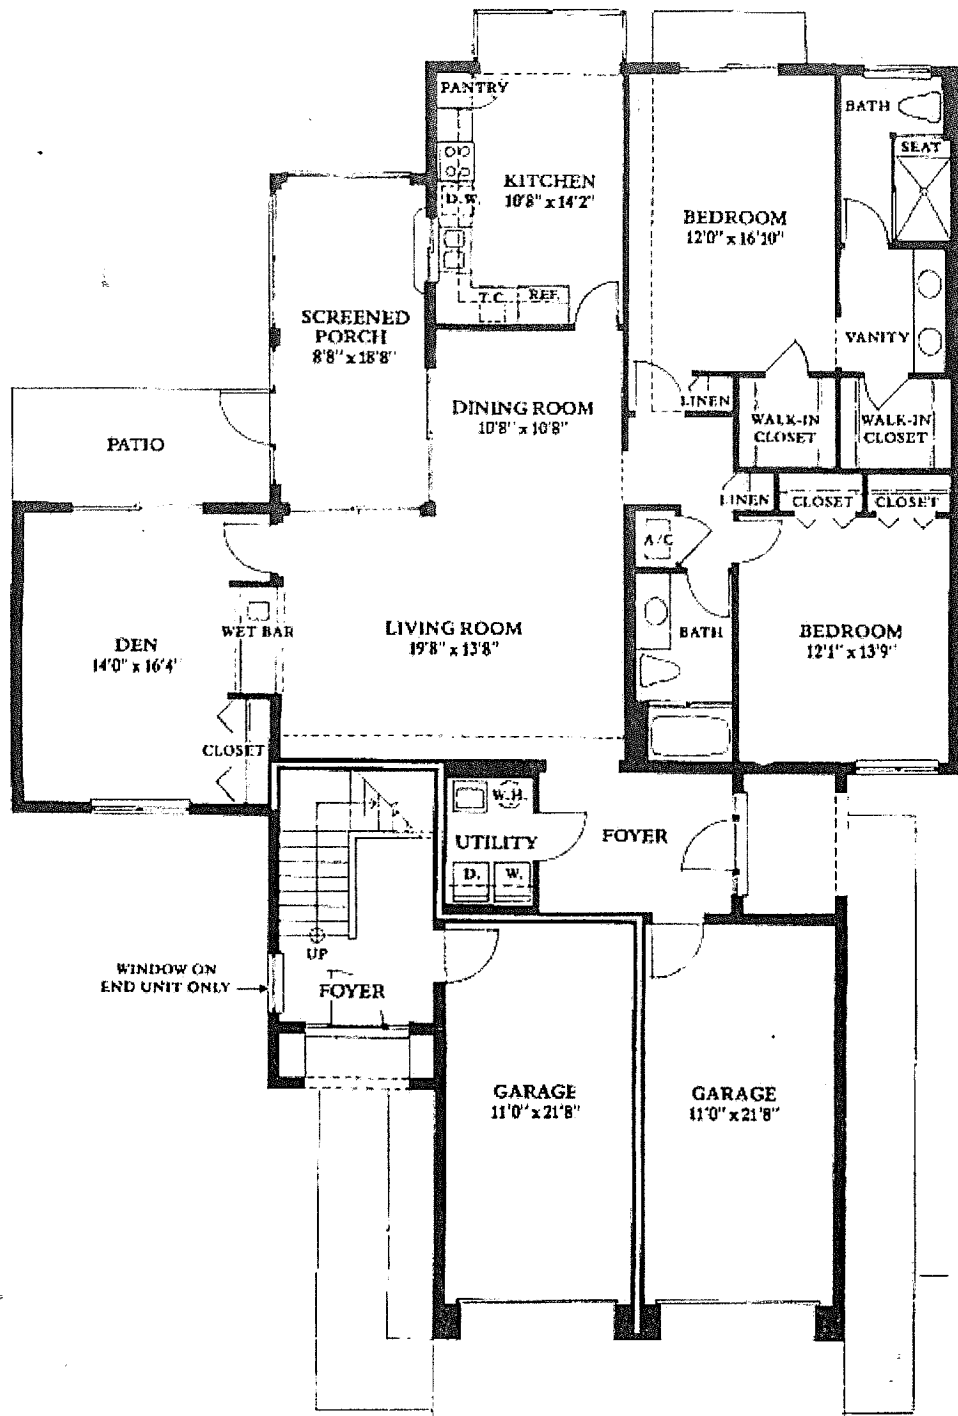 PANTRY
BATH
SEAT
KITCHEN
10'8" x 14'2"
D.W.
BEDROOM
12'0" x 16'10"
T.C.
REF.
SCREENED
PORCH
8'8" x 18'8"
VANITY
LINEN
DINING ROOM
10'8" x 10'8"
WALK-IN
CLOSET
WALK-IN
CLOSET
PATIO
LINEN
CLOSET
CLOSET
A/C
DEN
14'0" x 16'4"
WET BAR
LIVING ROOM
19'8" x 13'8"
BATH
BEDROOM
12'1" x 13'9"
CLOSET
W.H.
UTILITY
FOYER
D.
W.
UP
WINDOW ON
END UNIT ONLY
FOYER
GARAGE
11'0" x 21'8"
GARAGE
11'0" x 21'8"